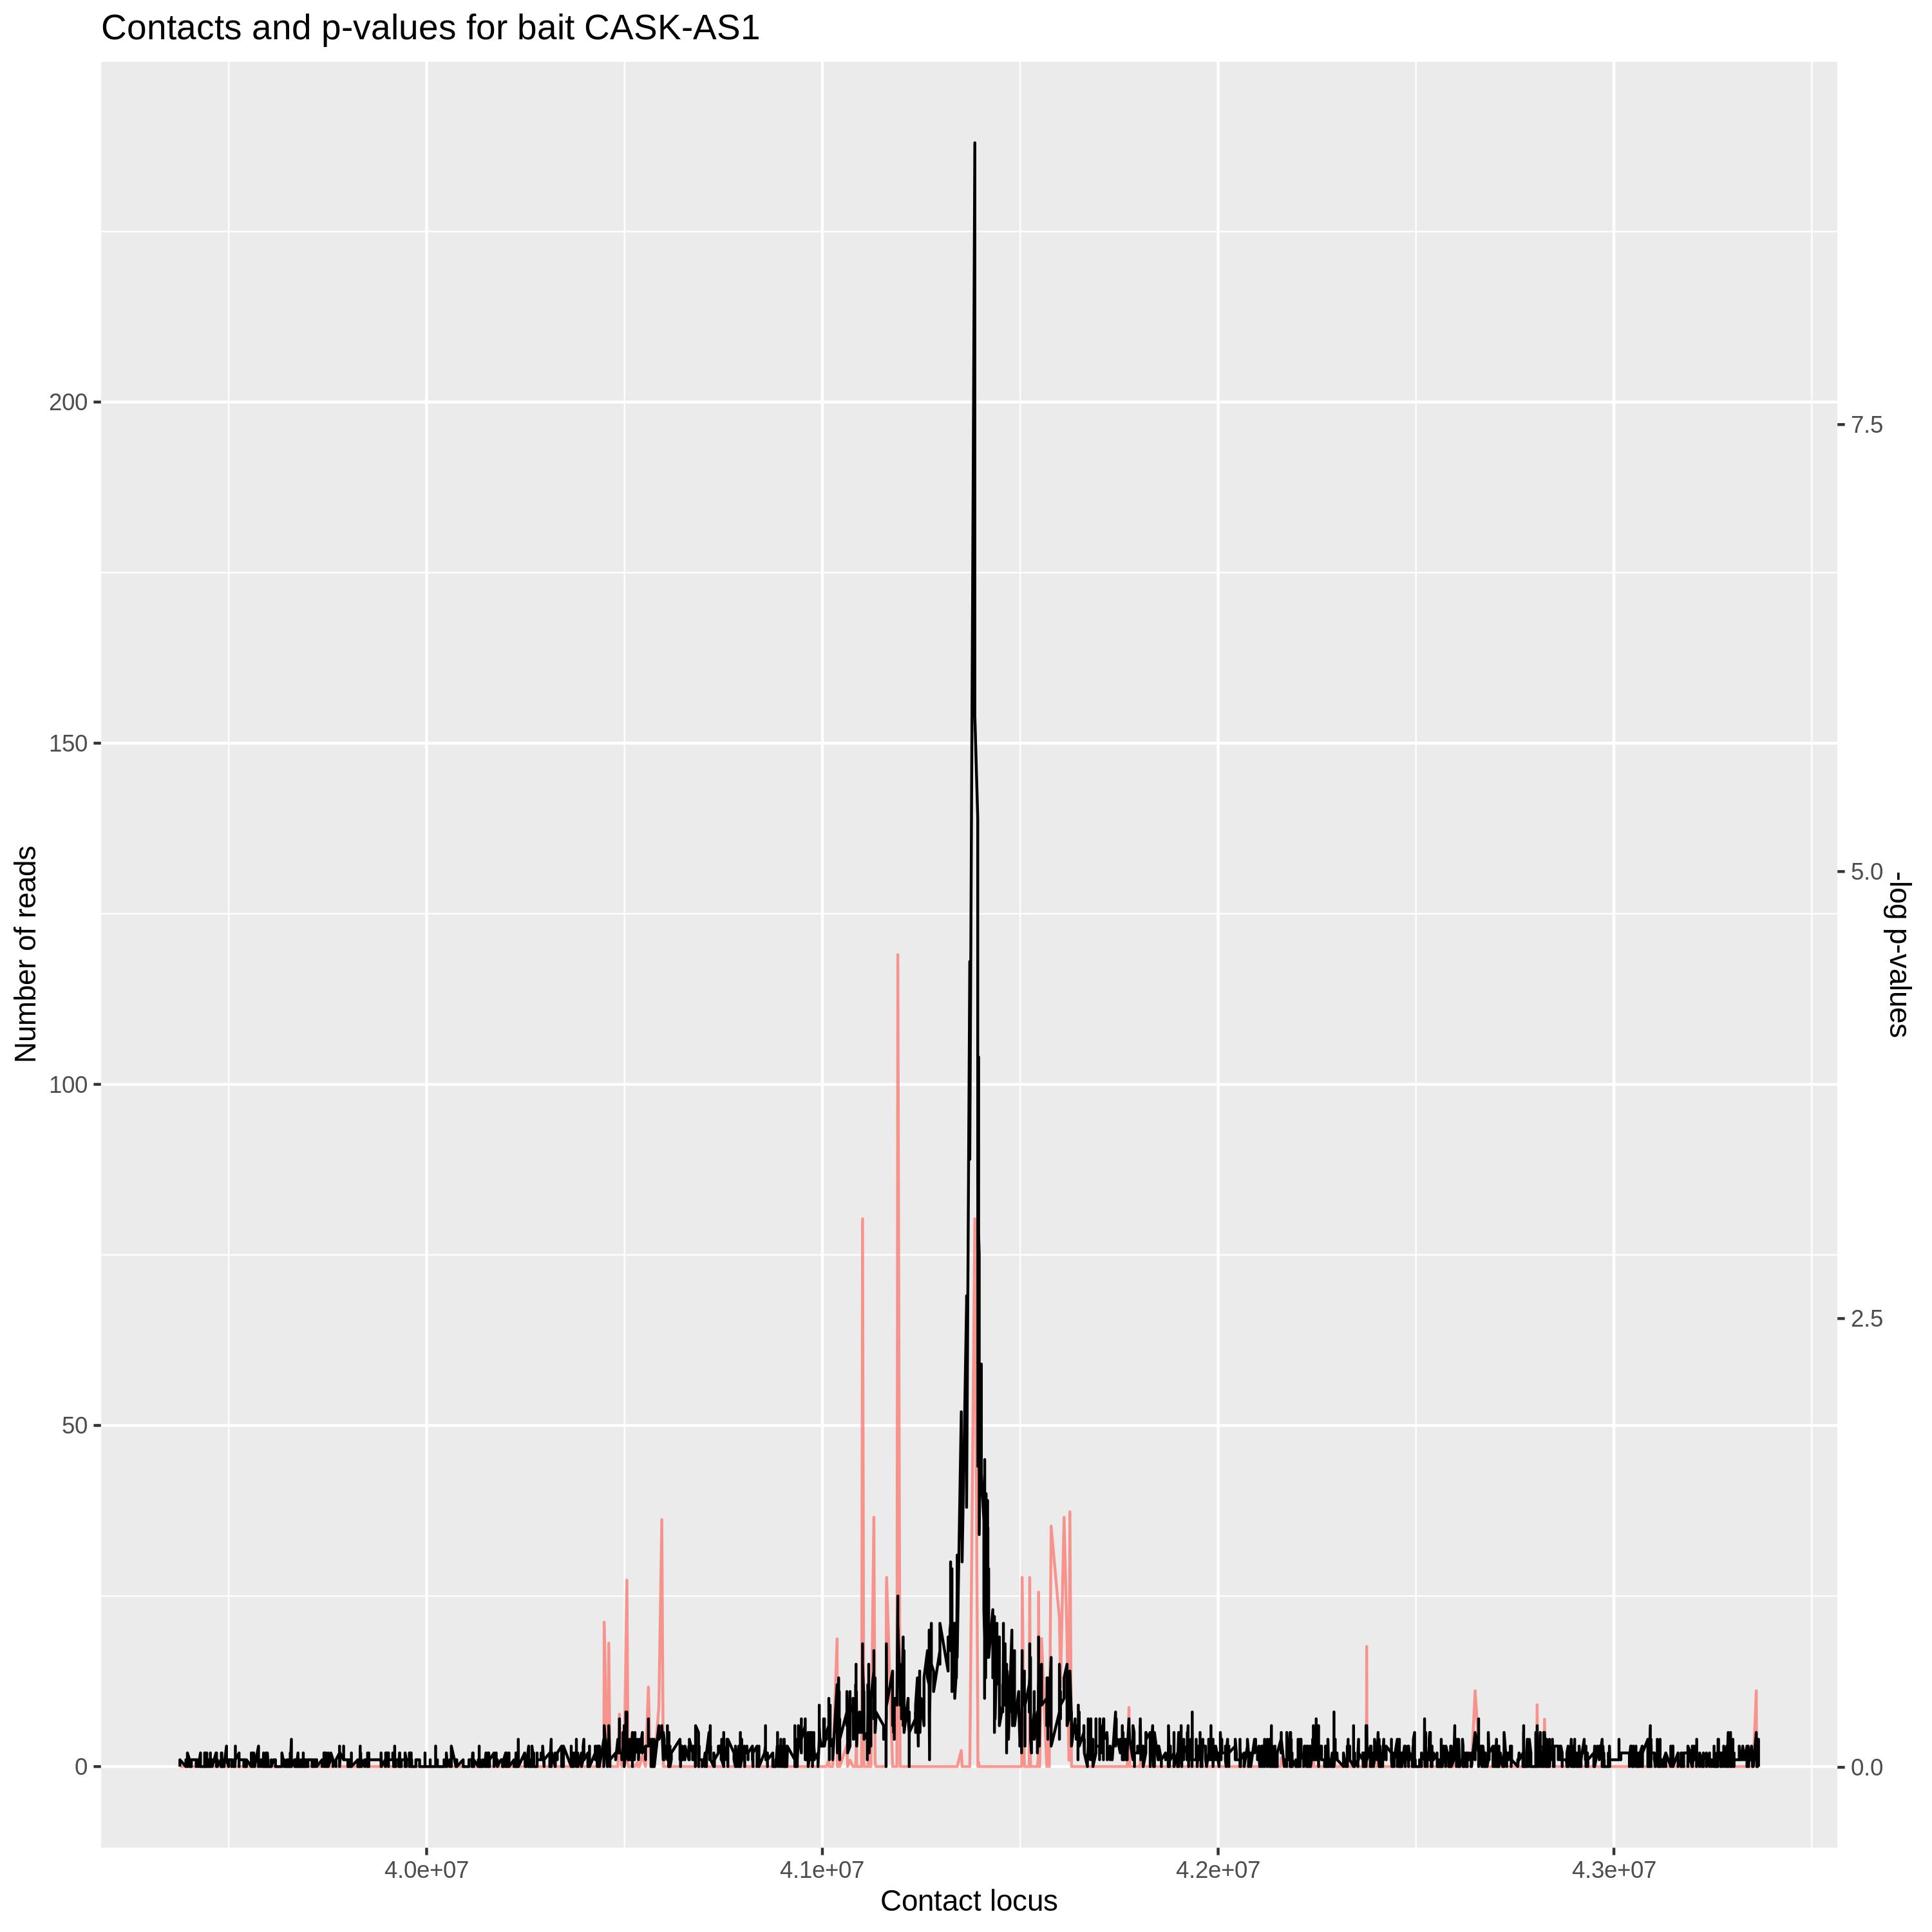 Contacts and p-values for bait CASK-AS1
Number of reads
200
150
100
50
0
7.5
5.0
2.5
0.0
-log p-values
4.0e+07
4.1e+07
4.2e+07
4.3e+07
Contact locus